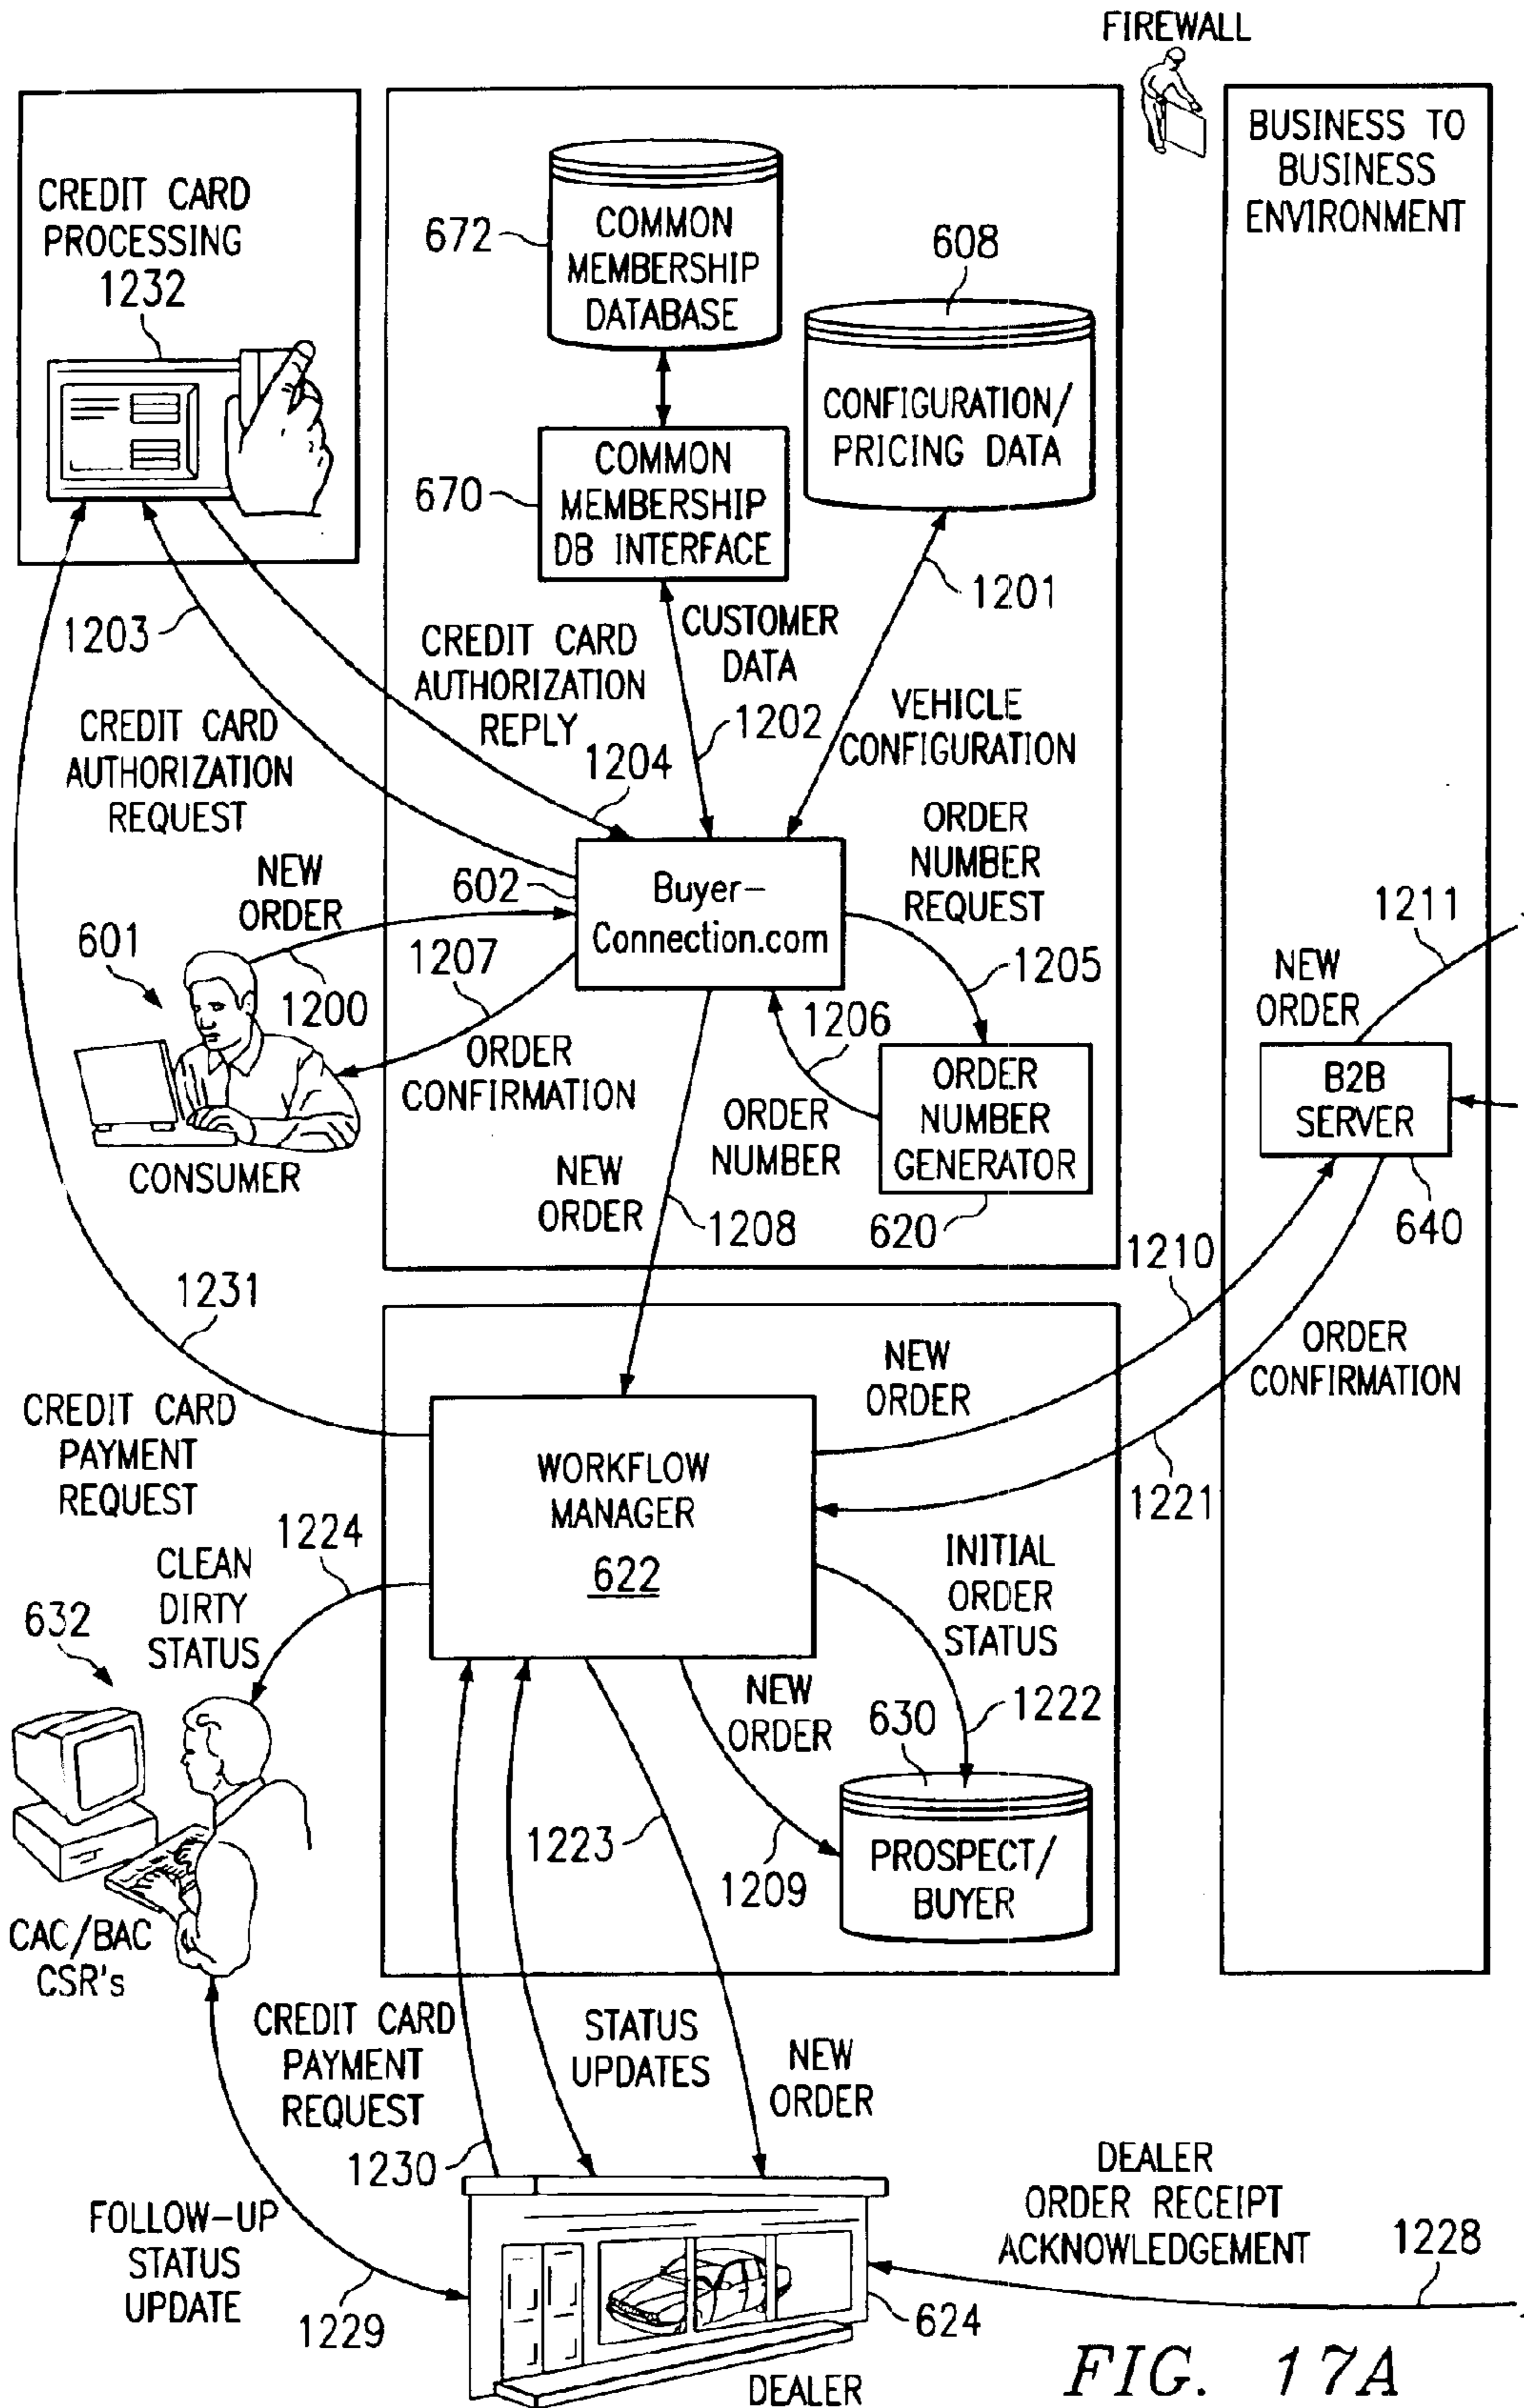 FIREWALL
CREDIT CARD
PROCESSING
1232
672
COMMON
MEMBERSHIP
DATABASE
608
CONFIGURATION/
PRICING DATA
BUSINESS TO
BUSINESS
ENVIRONMENT
670
COMMON
MEMBERSHIP
DB INTERFACE
1201
1203
CREDIT CARD
AUTHORIZATION
REPLY
1204
CUSTOMER
DATA
1202
VEHICLE
CONFIGURATION
CREDIT CARD
AUTHORIZATION
REQUEST
NEW
ORDER
602
Buyer-
Connection.com
ORDER
NUMBER
REQUEST
1205
601
1200
1207
ORDER
CONFIRMATION
1206
ORDER
NUMBER
ORDER
NUMBER
GENERATOR
620
CONSUMER
NEW
ORDER
1208
1211
NEW
ORDER
B2B
SERVER
640
1210
1231
NEW
ORDER
ORDER
CONFIRMATION
1221
CREDIT CARD
PAYMENT
REQUEST
WORKFLOW
MANAGER
622
1224
CLEAN
DIRTY
STATUS
INITIAL
ORDER
STATUS
1222
632
NEW
ORDER
630
1223
1209
PROSPECT/
BUYER
CAC/BAC
CSR's
CREDIT CARD
PAYMENT
REQUEST
1230
STATUS
UPDATES
NEW
ORDER
FOLLOW-UP
STATUS
UPDATE
1229
DEALER
ORDER RECEIPT
ACKNOWLEDGEMENT
1228
624
DEALER
FIG. 17A